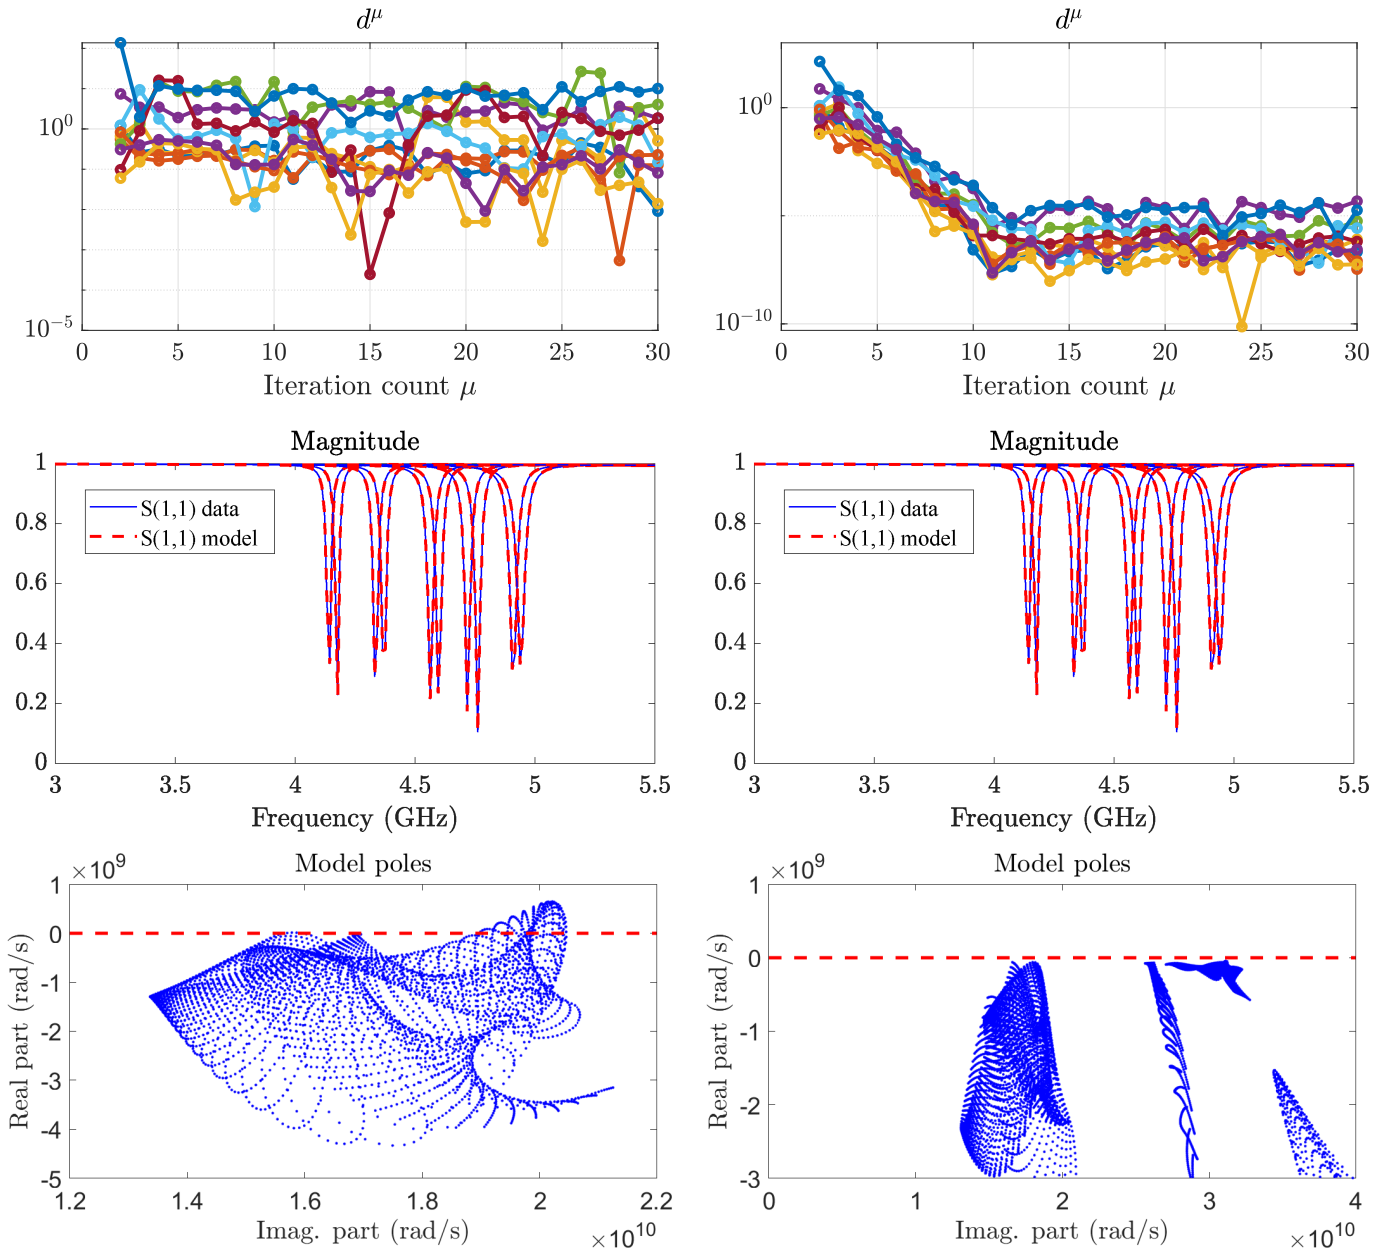 d^μ
d^μ
10^0
10^-5
0 5 10 15 20 25 30
Iteration count μ
10^0
10^-10
0 5 10 15 20 25 30
Iteration count μ
Magnitude
1
0.8
0.6
0.4
0.2
0
S(1,1) data
S(1,1) model
3 3.5 4 4.5 5 5.5
Frequency (GHz)
Magnitude
1
0.8
0.6
0.4
0.2
0
S(1,1) data
S(1,1) model
3 3.5 4 4.5 5 5.5
Frequency (GHz)
×10^9
Model poles
Real part (rad/s)
1
0
-1
-2
-3
-4
-5
1.2 1.4 1.6 1.8 2 2.2
Imag. part (rad/s)
×10^10
×10^9
Model poles
Real part (rad/s)
1
0
-1
-2
-3
0 1 2 3 4
Imag. part (rad/s)
×10^10